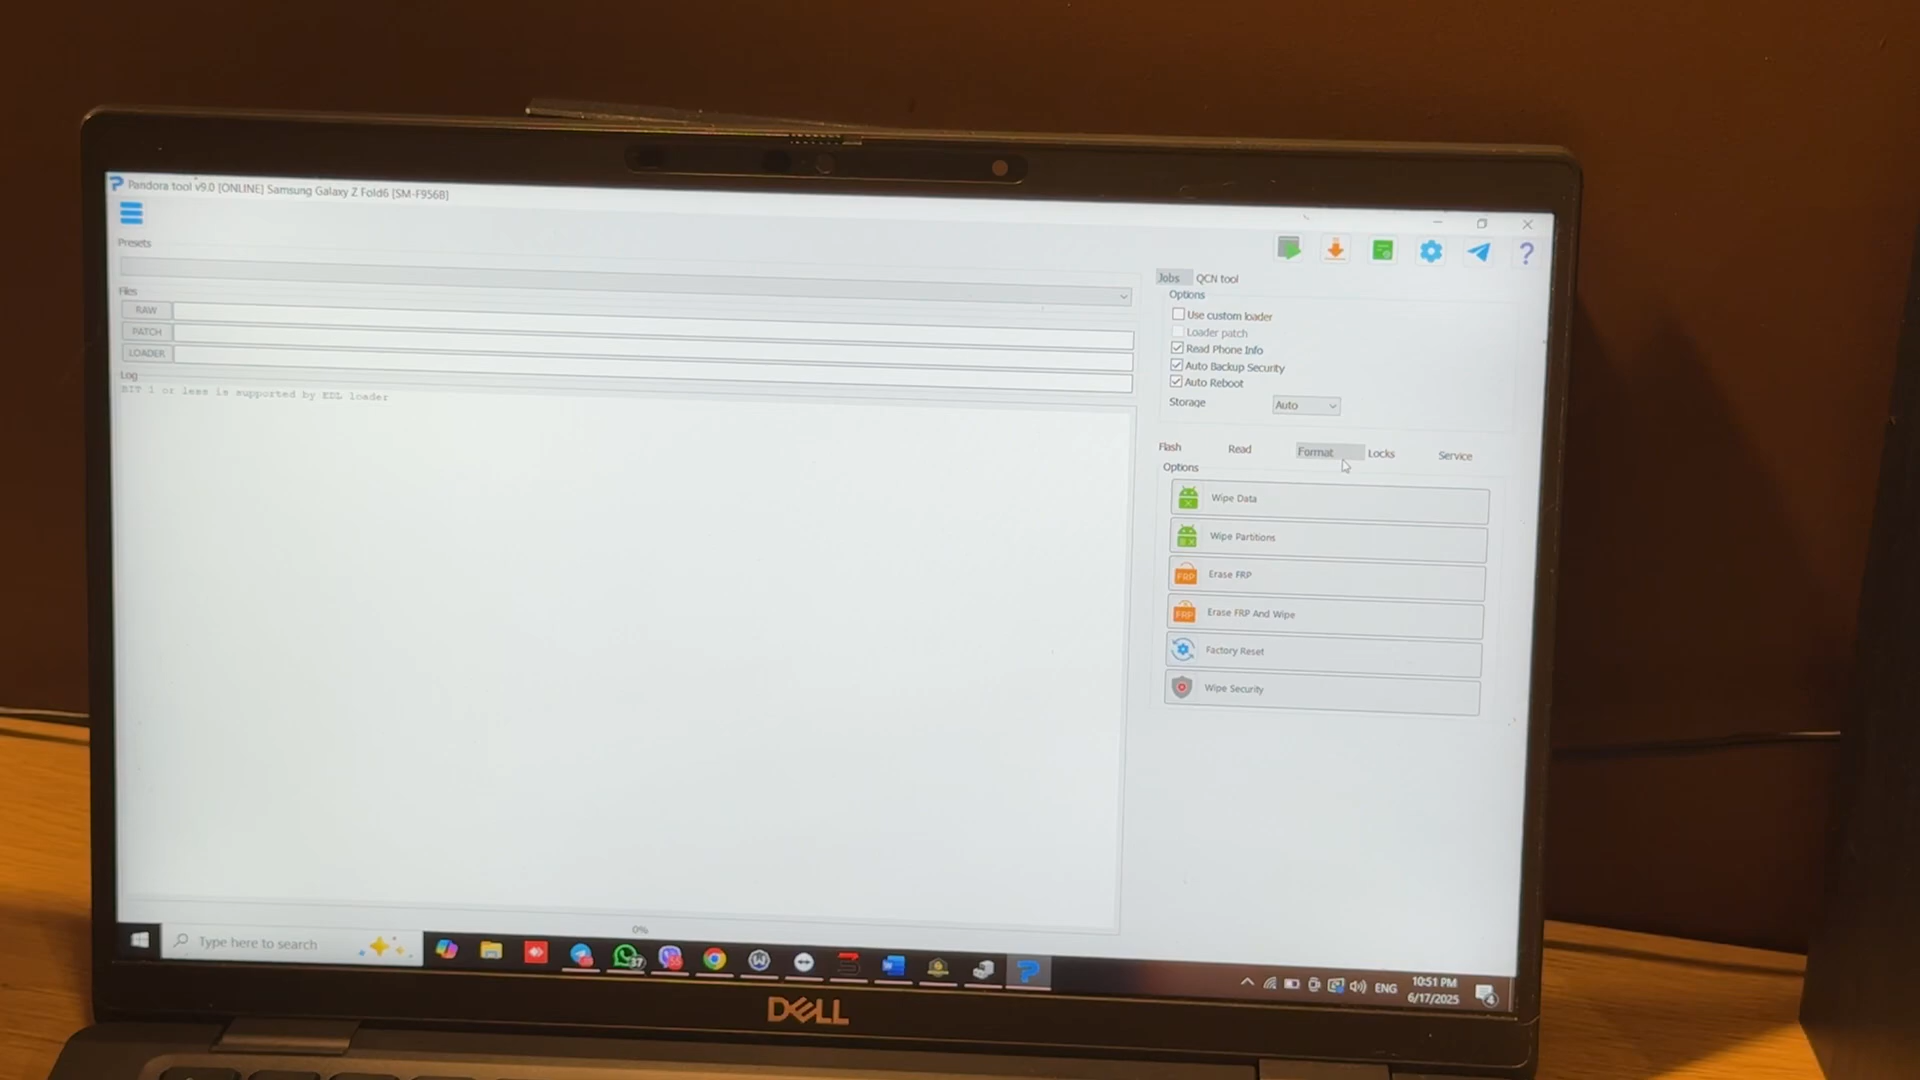 Pandora tool v9.0 [ONLINE] Samsung Galaxy Z Fold6 [SM-F956B]
Presets
Files
RAW
PATCH
LOADER
Log
BIT 1 or less is supported by EDL loader
0%
Jobs
QCN tool
Options
Use custom loader
Loader patch
Read Phone Info
Auto Backup Security
Auto Reboot
Storage
Auto
Flash
Read
Format
Locks
Service
Options
Wipe Data
Wipe Partitions
FRP
Erase FRP
FRP
Erase FRP And Wipe
Factory Reset
Wipe Security
Type here to search
37
ENG
10:51 PM
6/17/2025
4
DELL